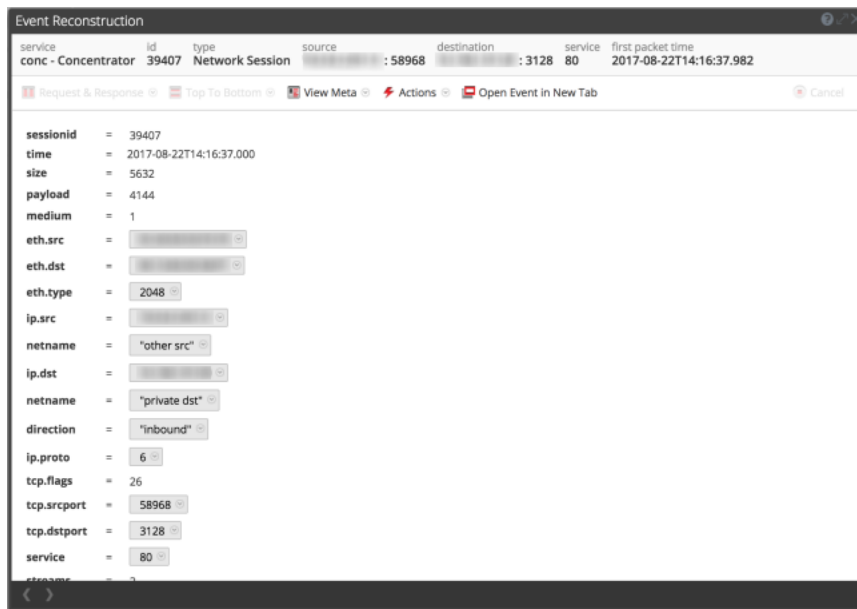 Event Reconstruction
service id type source destination service first packet time
conc - Concentrator 39407 Network Session : 58968 : 3128 80 2017-08-22T14:16:37.982
Request & Response Top To Bottom View Meta Actions Open Event in New Tab Cancel
sessionid = 39407
time = 2017-08-22T14:16:37.000
size = 5632
payload = 4144
medium = 1
eth.src =
eth.dst =
eth.type = 2048
ip.src =
netname = "other src"
ip.dst =
netname = "private dst"
direction = "inbound"
ip.proto = 6
tcp.flags = 26
tcp.srcport = 58968
tcp.dstport = 3128
service = 80
streams = 2